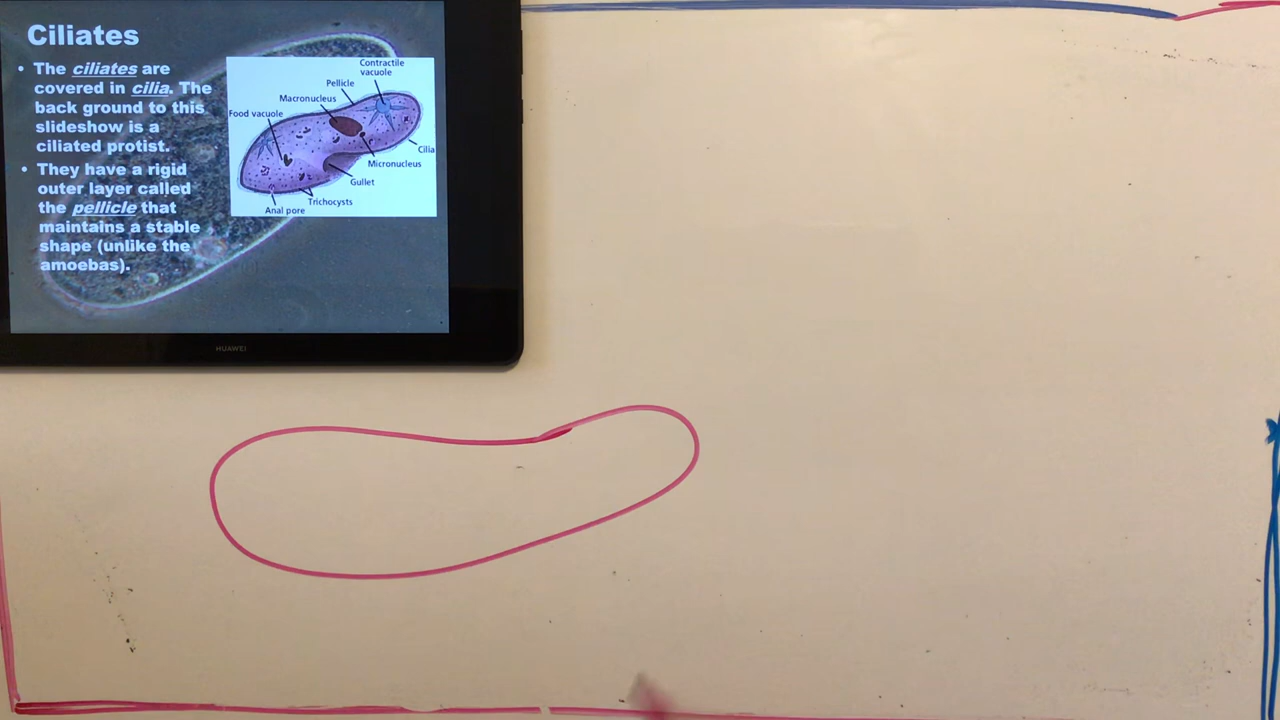 Ciliates
• The ciliates are
covered in cilia. The
back ground to this
slideshow is a
ciliated protist.
• They have a rigid
outer layer called
the pellicle that
maintains a stable
shape (unlike the
amoebas).
Contractile
vacuole
Pellicle
Macronucleus
Food vacuole
Cilia
Micronucleus
Gullet
Trichocysts
Anal pore
HUAWEI